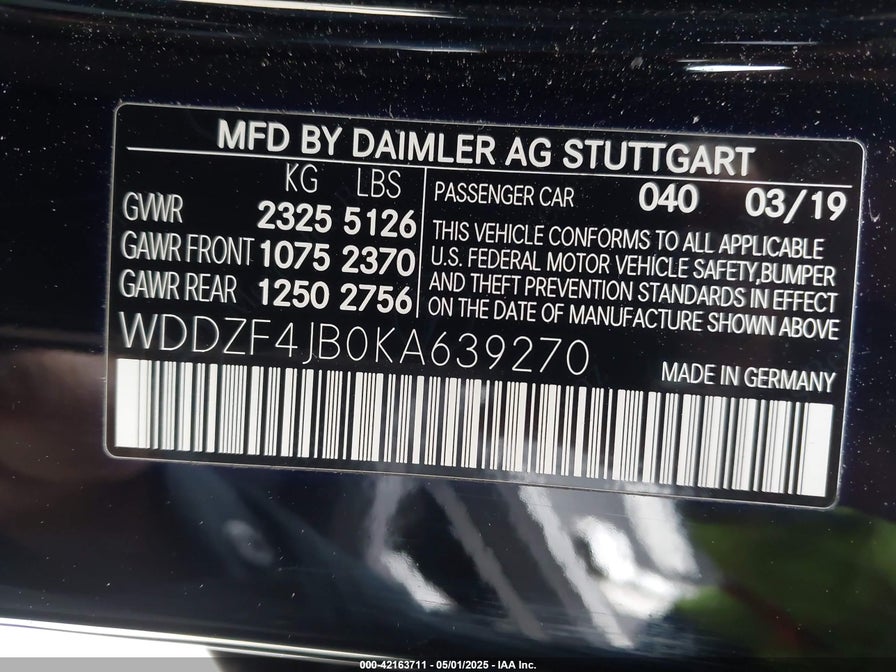 MFD BY DAIMLER AG STUTTGART
KG LBS
GVWR 2325 5126
GAWR FRONT 1075 2370
GAWR REAR 1250 2756
PASSENGER CAR 040 03/19
THIS VEHICLE CONFORMS TO ALL APPLICABLE
U.S. FEDERAL MOTOR VEHICLE SAFETY,BUMPER
AND THEFT PREVENTION STANDARDS IN EFFECT
ON THE DATE OF MANUFACTURE SHOWN ABOVE
WDDZF4JB0KA639270
MADE IN GERMANY
000-42163711 - 05/01/2025 - IAA Inc.